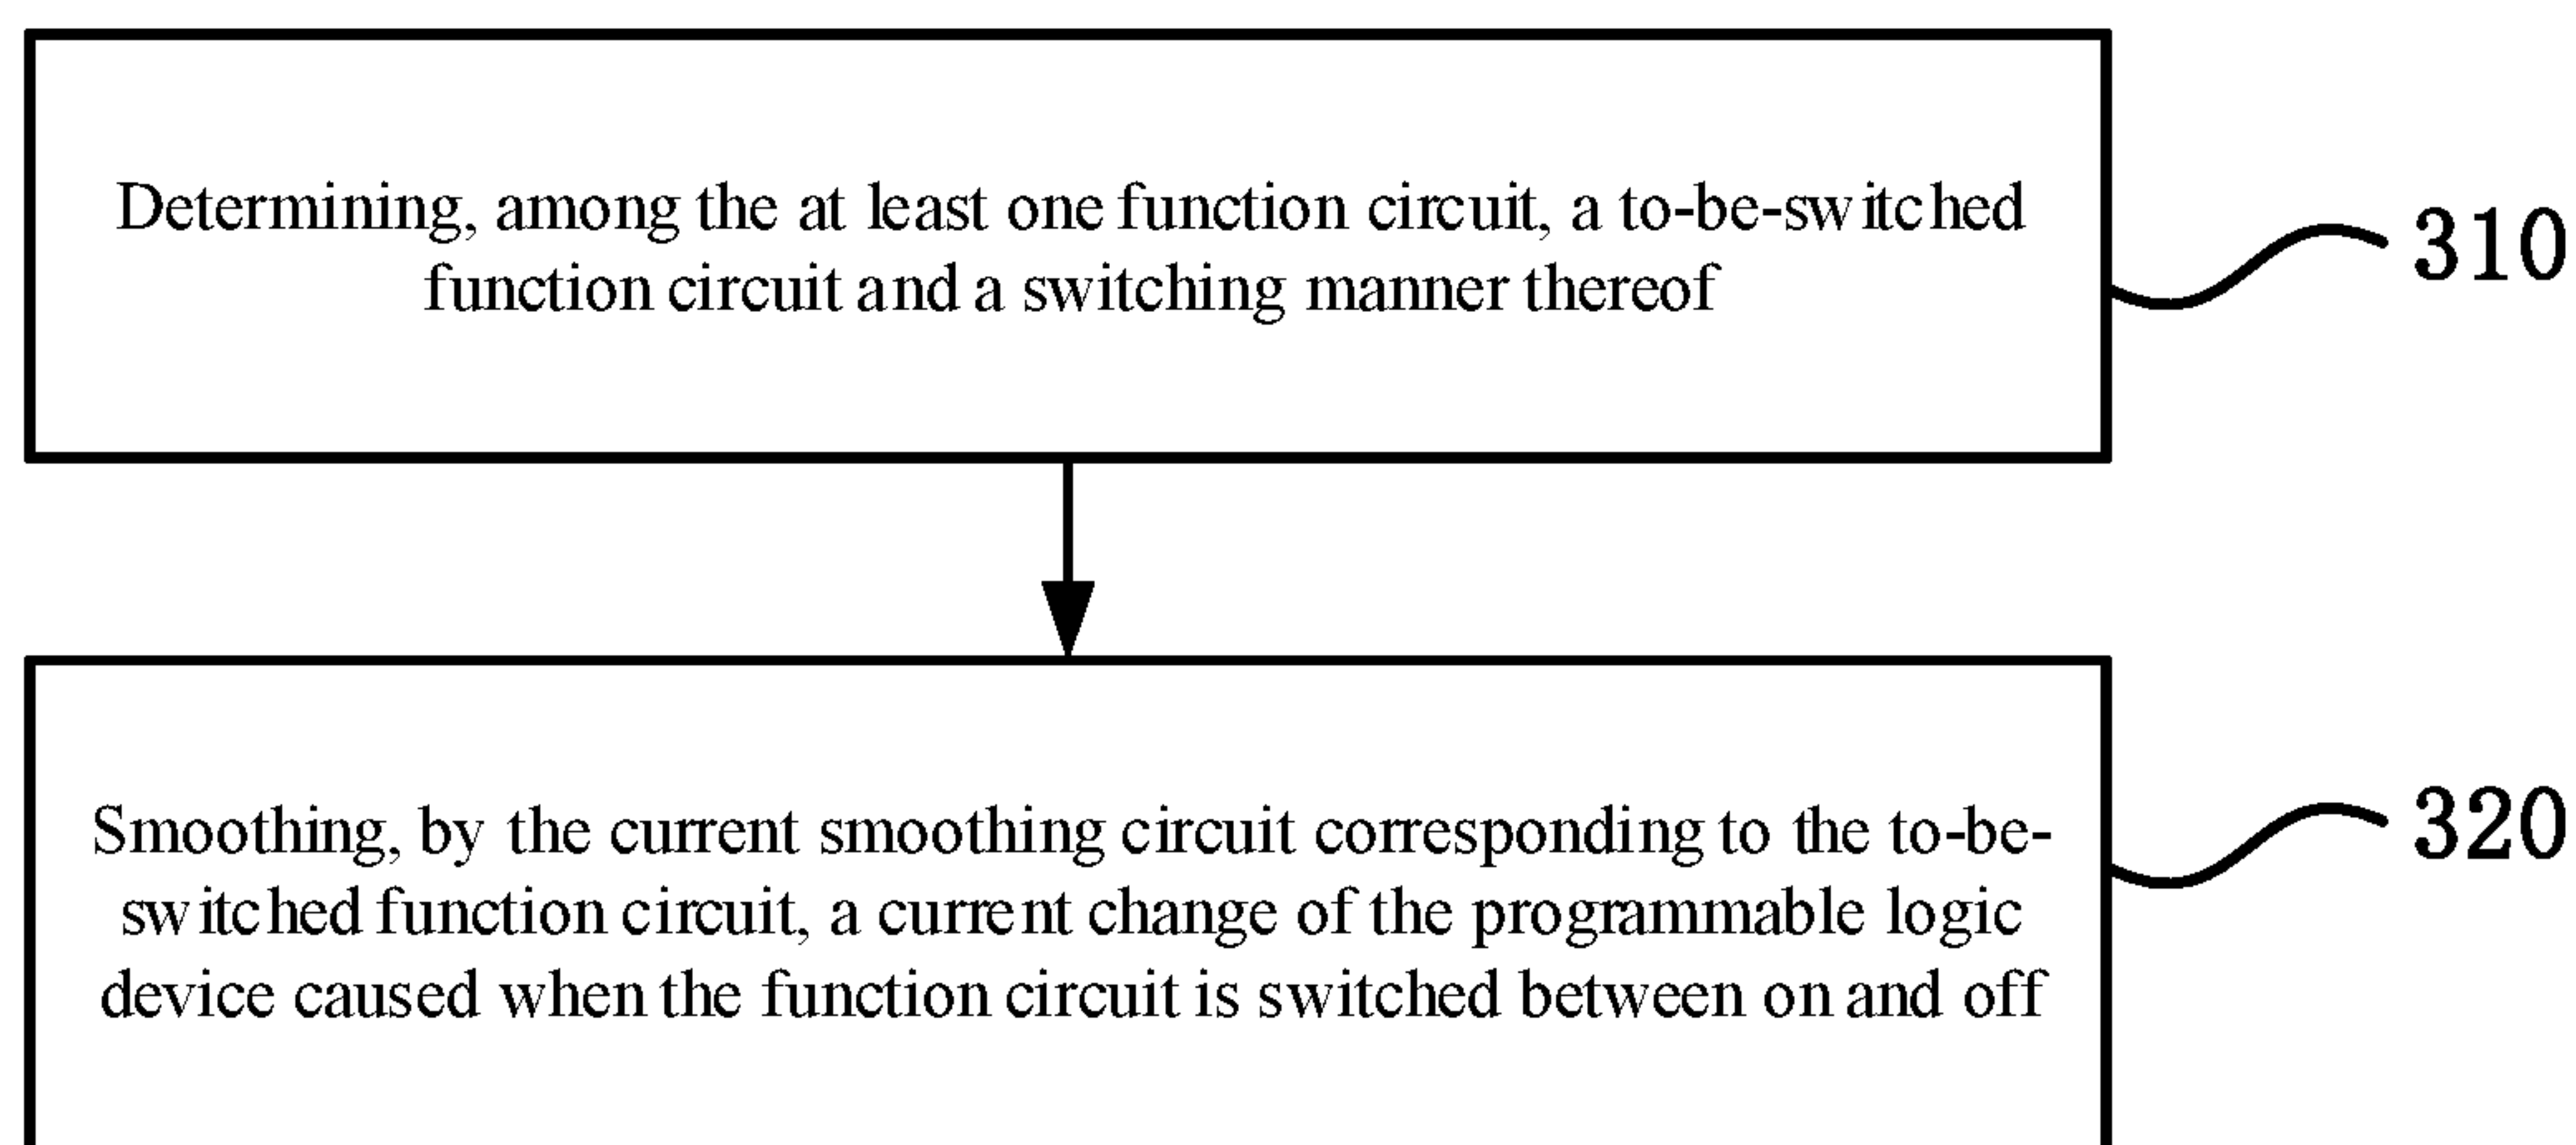 Determining, among the at least one function circuit, a to-be-switched
function circuit and a switching manner thereof
310
Smoothing, by the current smoothing circuit corresponding to the to-be-
switched function circuit, a current change of the programmable logic
device caused when the function circuit is switched between on and off
320